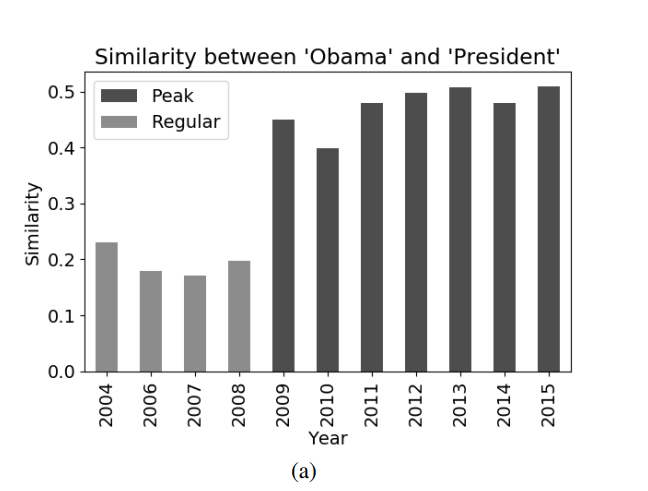 Similarity between 'Obama' and 'President'
Peak
Regular
Similarity
0.5
0.4
0.3
0.2
0.1
0.0
2004
2006
2007
2008
2009
2010
2011
2012
2013
2014
2015
Year
(a)